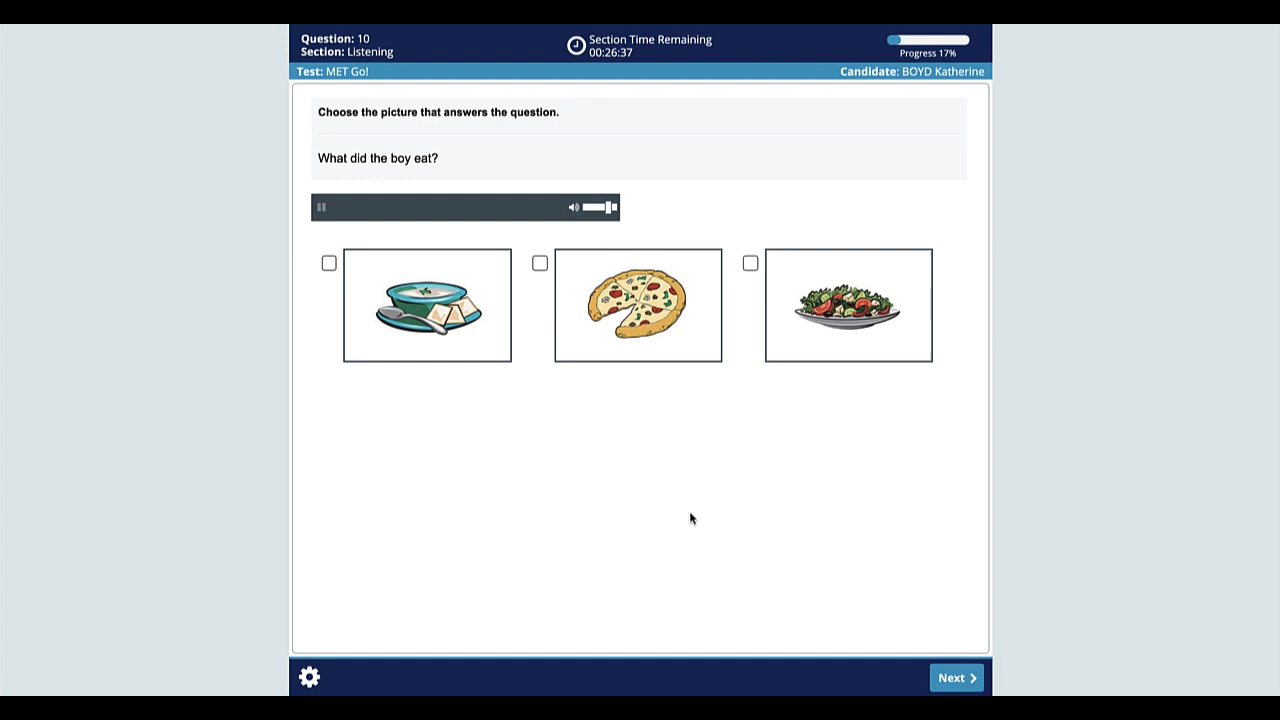 Question: 10
Section: Listening
Section Time Remaining
00:26:37
Progress 17%
Test: MET Go!
Candidate: BOYD Katherine
Choose the picture that answers the question.
What did the boy eat?
Next